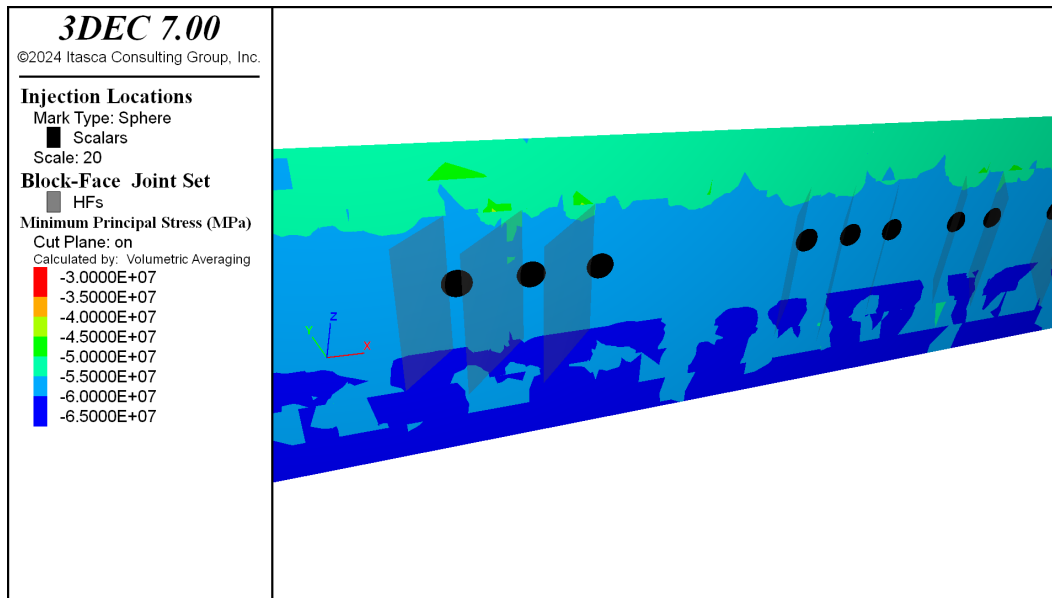 3DEC 7.00
©2024 Itasca Consulting Group, Inc.
Injection Locations
Mark Type: Sphere
Scalars
Scale: 20
Block-Face Joint Set
HFs
Minimum Principal Stress (MPa)
Cut Plane: on
Calculated by: Volumetric Averaging
-3.0000E+07
-3.5000E+07
-4.0000E+07
-4.5000E+07
-5.0000E+07
-5.5000E+07
-6.0000E+07
-6.5000E+07
Y Z X